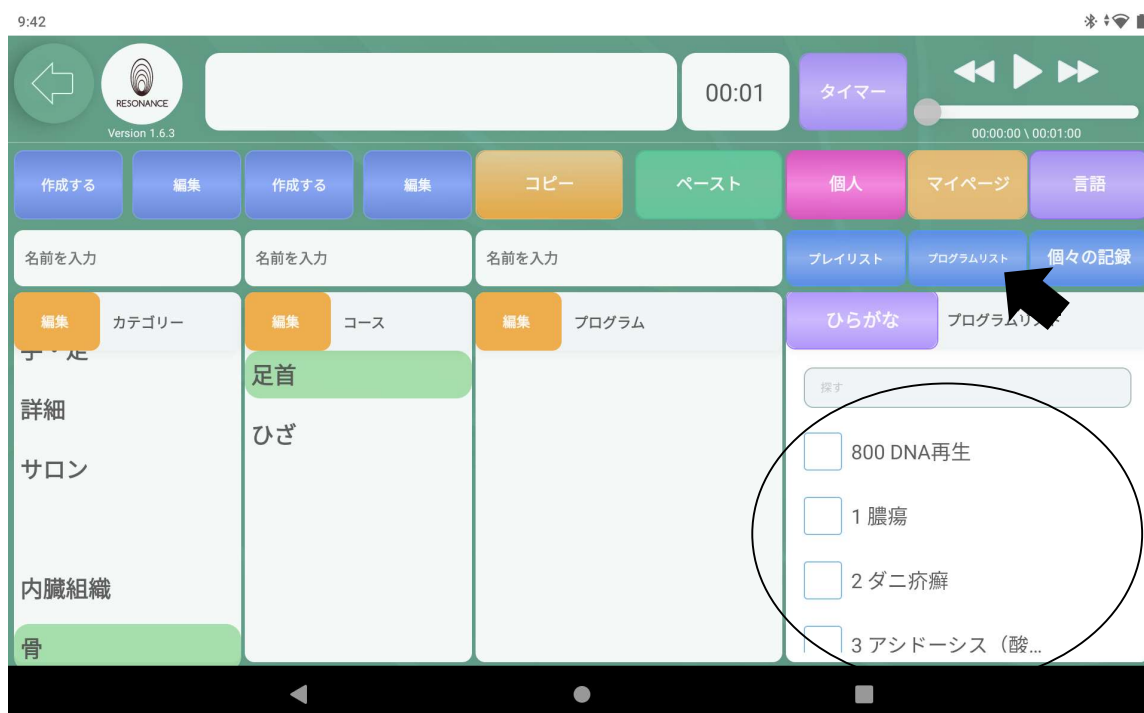 9:42
RESONANCE
Version 1.6.3
00:01
タイマー
00:00:00 \ 00:01:00
作成する 編集 作成する 編集 コピー ペースト 個人 マイページ 言語
名前を入力 名前を入力 名前を入力 プレイリスト プログラムリスト 個々の記録
編集 カテゴリー 編集 コース 編集 プログラム ひらがな プログラムリスト
手・足
詳細
サロン
内臓組織
骨
足首
ひざ
探す
800 DNA再生
1 膿瘍
2 ダニ疥癬
3 アシドーシス（酸...